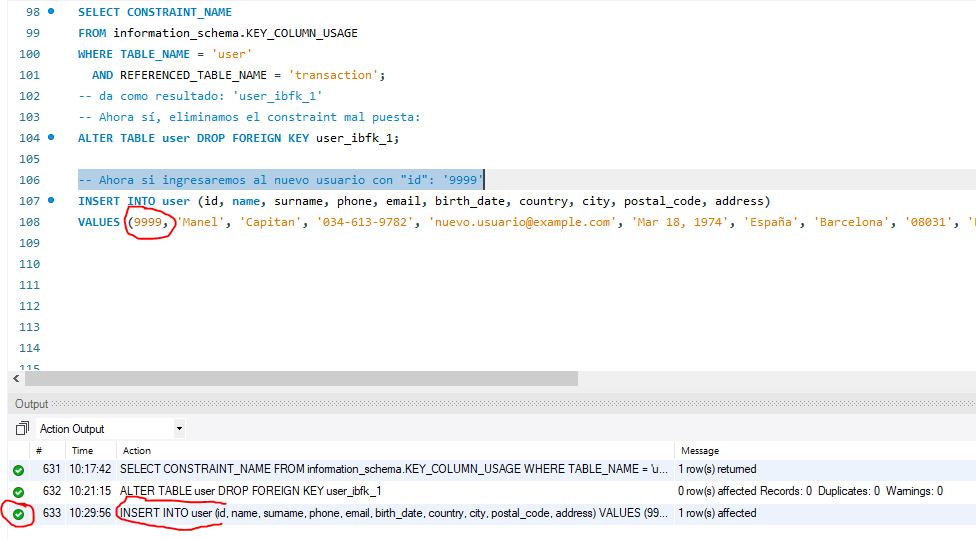 98 SELECT CONSTRAINT_NAME
99 FROM information_schema.KEY_COLUMN_USAGE
100 WHERE TABLE_NAME = 'user'
101 AND REFERENCED_TABLE_NAME = 'transaction';
102 -- da como resultado: 'user_ibfk_1'
103 -- Ahora sí, eliminamos el constraint mal puesta:
104 ALTER TABLE user DROP FOREIGN KEY user_ibfk_1;
105
106 -- Ahora si ingresaremos al nuevo usuario con "id": '9999'
107 INSERT INTO user (id, name, surname, phone, email, birth_date, country, city, postal_code, address)
108 VALUES (9999, 'Manel', 'Capitan', '034-613-9782', 'nuevo.usuario@example.com', 'Mar 18, 1974', 'España', 'Barcelona', '08031', '
109
110
111
112
113
114
115
Output
Action Output
# Time Action Message
631 10:17:42 SELECT CONSTRAINT_NAME FROM information_schema.KEY_COLUMN_USAGE WHERE TABLE_NAME = 'u... 1 row(s) returned
632 10:21:15 ALTER TABLE user DROP FOREIGN KEY user_ibfk_1 0 row(s) affected Records: 0 Duplicates: 0 Warnings: 0
633 10:29:56 INSERT INTO user (id, name, surname, phone, email, birth_date, country, city, postal_code, address) VALUES (99... 1 row(s) affected